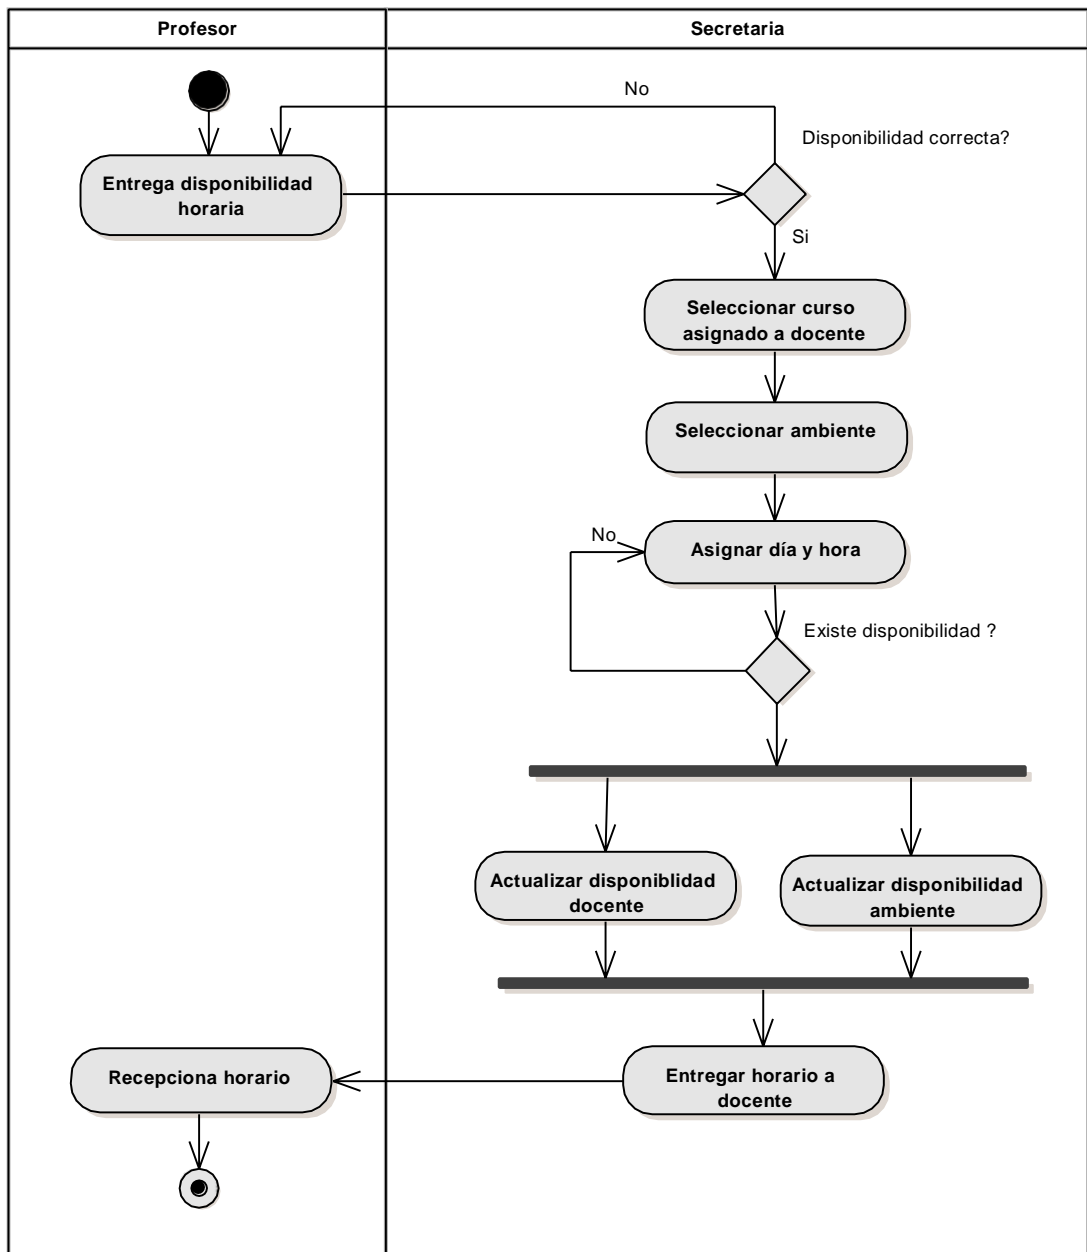 Profesor
Secretaria
No
Disponibilidad correcta?
Entrega disponibilidad
horaria
Si
Seleccionar curso
asignado a docente
Seleccionar ambiente
No
Asignar día y hora
Existe disponibilidad ?
Actualizar disponiblidad
docente
Actualizar disponibilidad
ambiente
Recepciona horario
Entregar horario a
docente